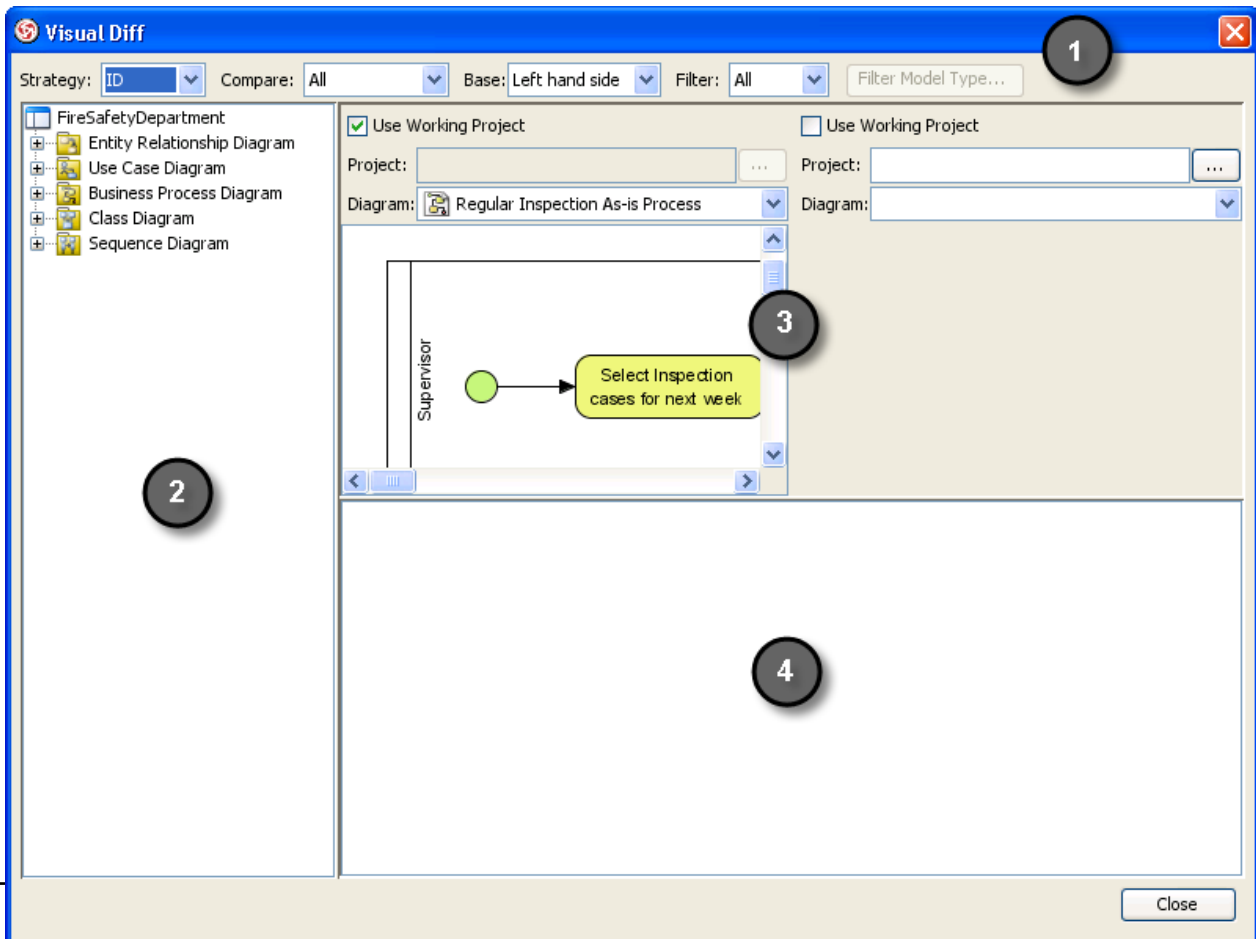 Visual Diff
1
Strategy: ID Compare: All Base: Left hand side Filter: All Filter Model Type...
FireSafetyDepartment
Entity Relationship Diagram
Use Case Diagram
Business Process Diagram
Class Diagram
Sequence Diagram
2
Use Working Project
Project: ...
Diagram: Regular Inspection As-is Process
Supervisor
Select Inspection
cases for next week
3
Use Working Project
Project: ...
Diagram:
4
Close